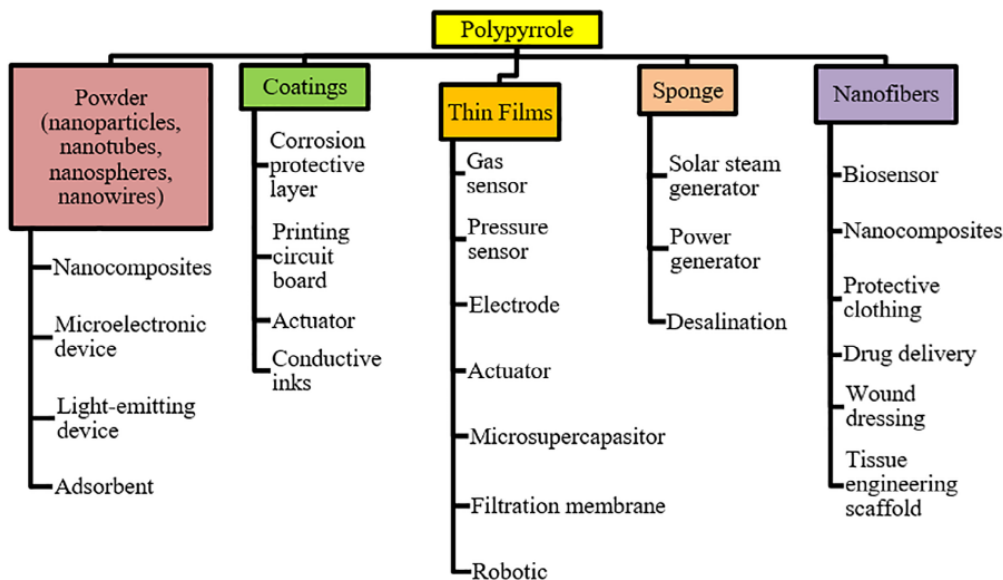 Polypyrrole
Powder
(nanoparticles,
nanotubes,
nanospheres,
nanowires)
Nanocomposites
Microelectronic
device
Light-emitting
device
Adsorbent
Coatings
Corrosion
protective
layer
Printing
circuit
board
Actuator
Conductive
inks
Thin Films
Gas
sensor
Pressure
sensor
Electrode
Actuator
Microsupercapasitor
Filtration membrane
Robotic
Sponge
Solar steam
generator
Power
generator
Desalination
Nanofibers
Biosensor
Nanocomposites
Protective
clothing
Drug delivery
Wound
dressing
Tissue
engineering
scaffold